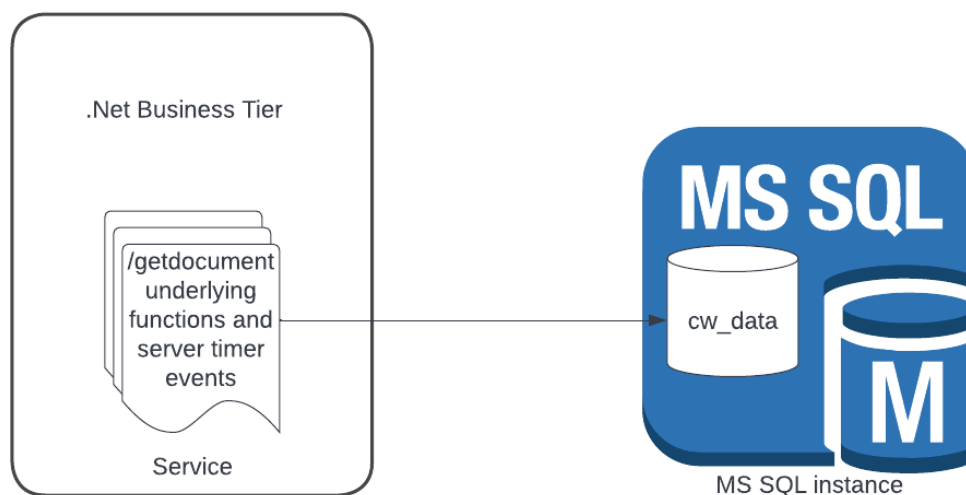 .Net Business Tier
/getdocument
underlying
functions and
server timer
events
Service
MS SQL
cw_data
M
MS SQL instance